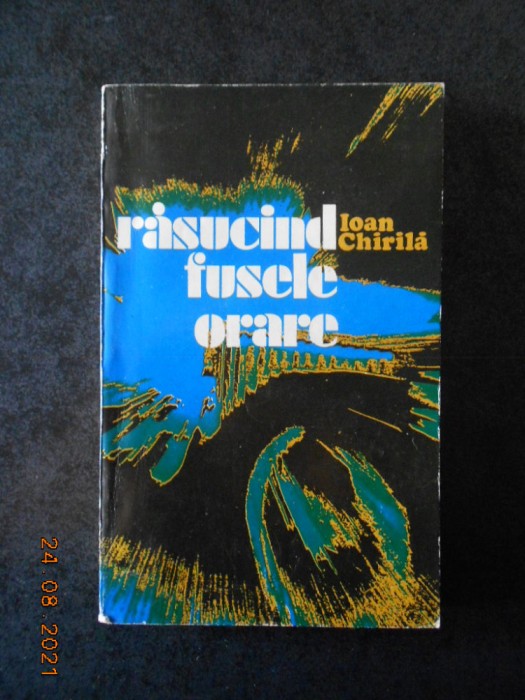 răsucind
fusele
orare
Ioan
Chirilă
24 08 2021